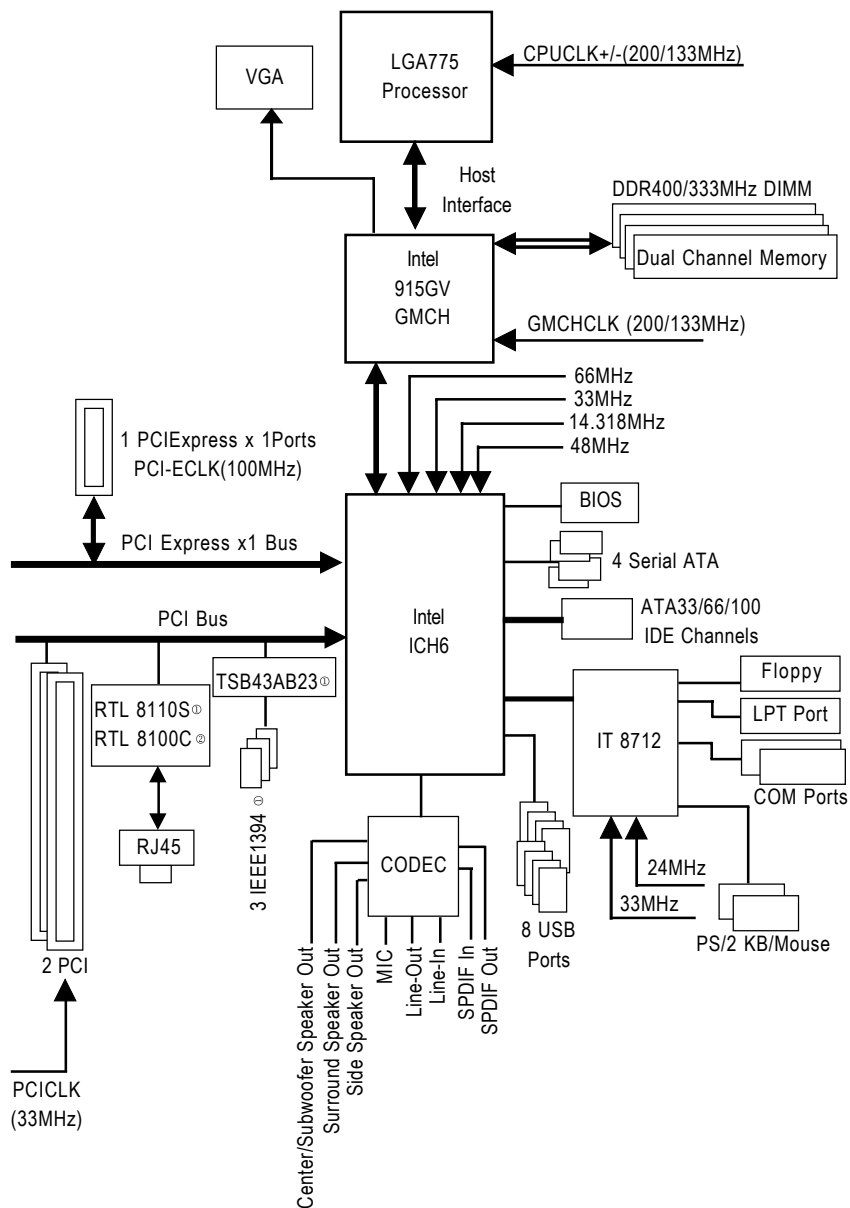 VGA
LGA775
Processor
CPUCLK+/-(200/133MHz)
Host
Interface
DDR400/333MHz DIMM
Dual Channel Memory
Intel
915GV
GMCH
GMCHCLK (200/133MHz)
66MHz
33MHz
14.318MHz
48MHz
1 PCIExpress x 1Ports
PCI-ECLK(100MHz)
BIOS
PCI Express x1 Bus
4 Serial ATA
PCI Bus
Intel
ICH6
ATA33/66/100
IDE Channels
TSB43AB23①
RTL 8110S①
RTL 8100C②
Floppy
LPT Port
IT 8712
COM Ports
RJ45
3 IEEE1394 ①
CODEC
24MHz
33MHz
8 USB
Ports
PS/2 KB/Mouse
2 PCI
Center/Subwoofer Speaker Out
Surround Speaker Out
Side Speaker Out
MIC
Line-Out
Line-In
SPDIF In
SPDIF Out
PCICLK
(33MHz)